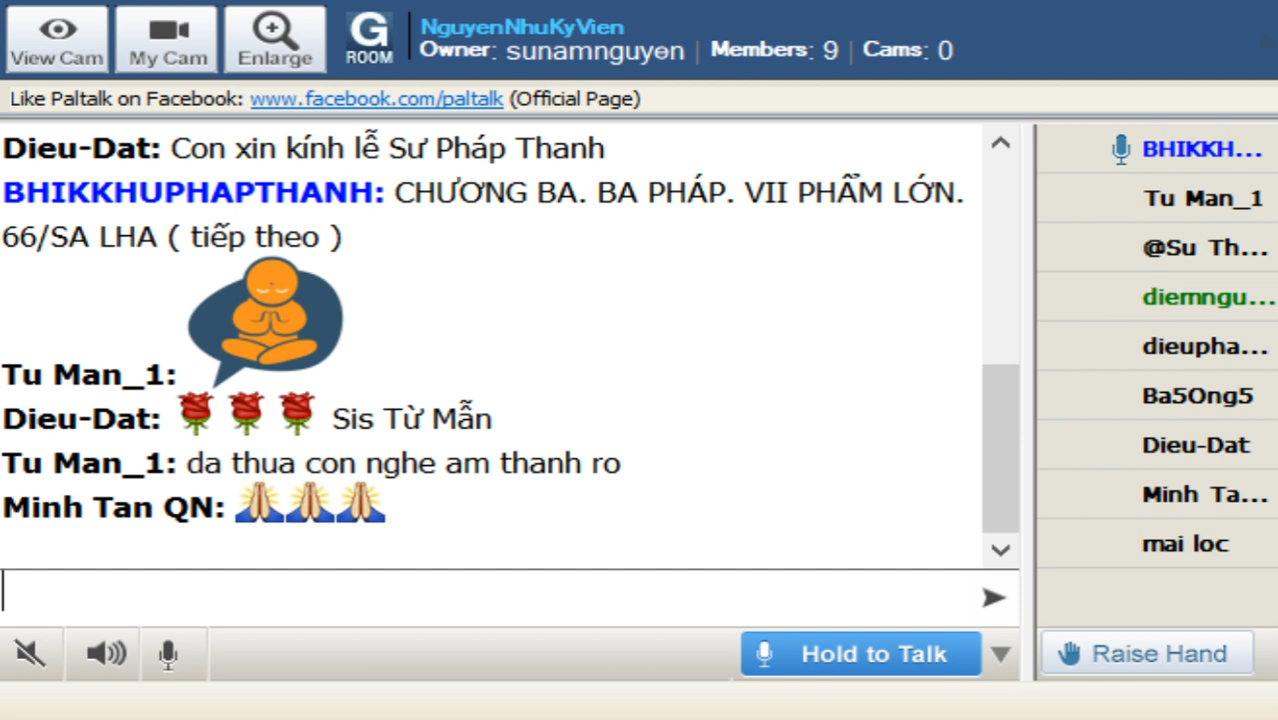 View Cam
My Cam
Enlarge
G
ROOM
NguyenNhuKyVien
Owner: sunamnguyen | Members: 9 | Cams: 0
Like Paltalk on Facebook: www.facebook.com/paltalk (Official Page)
Dieu-Dat: Con xin kính lễ Sư Pháp Thanh
BHIKKHUPHAPTHANH: CHƯƠNG BA. BA PHÁP. VII PHẨM LỚN.
66/SA LHA ( tiếp theo )
Tu Man_1:
Dieu-Dat: 🌹🌹🌹 Sis Từ Mẫn
Tu Man_1: da thua con nghe am thanh ro
Minh Tan QN: 🙏🙏🙏
Hold to Talk
BHIKKH...
Tu Man_1
@Su Th...
diemngu...
dieupha...
Ba5Ong5
Dieu-Dat
Minh Ta...
mai loc
Raise Hand